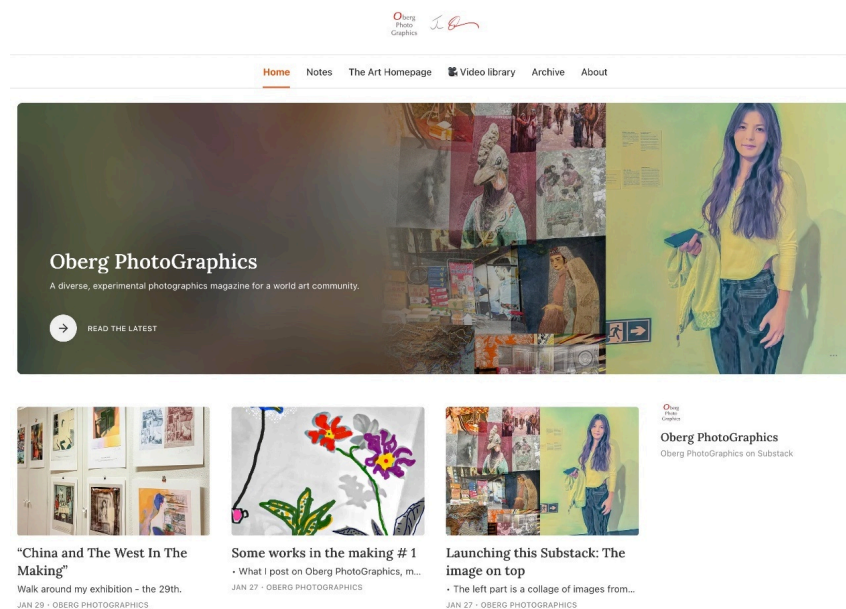 Oberg
Photo
Graphics
Home Notes The Art Homepage Video library Archive About
Oberg PhotoGraphics
A diverse, experimental photographics magazine for a world art community.
READ THE LATEST
Oberg
Photo
Graphics
Oberg PhotoGraphics
Oberg PhotoGraphics on Substack
“China and The West In The
Making”
Walk around my exhibition - the 29th.
JAN 29 · OBERG PHOTOGRAPHICS
Some works in the making # 1
• What I post on Oberg PhotoGraphics, m...
JAN 27 · OBERG PHOTOGRAPHICS
Launching this Substack: The
image on top
• The left part is a collage of images from...
JAN 27 · OBERG PHOTOGRAPHICS